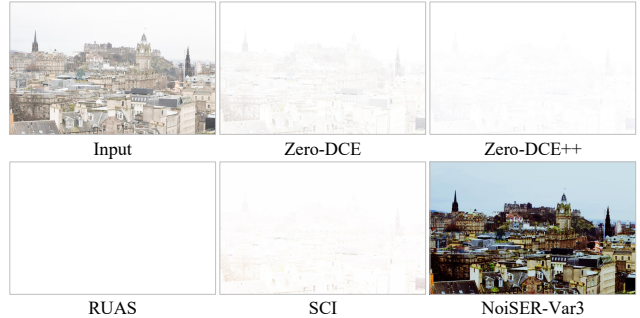 Input
Zero-DCE
Zero-DCE++
RUAS
SCI
NoiSER-Var3